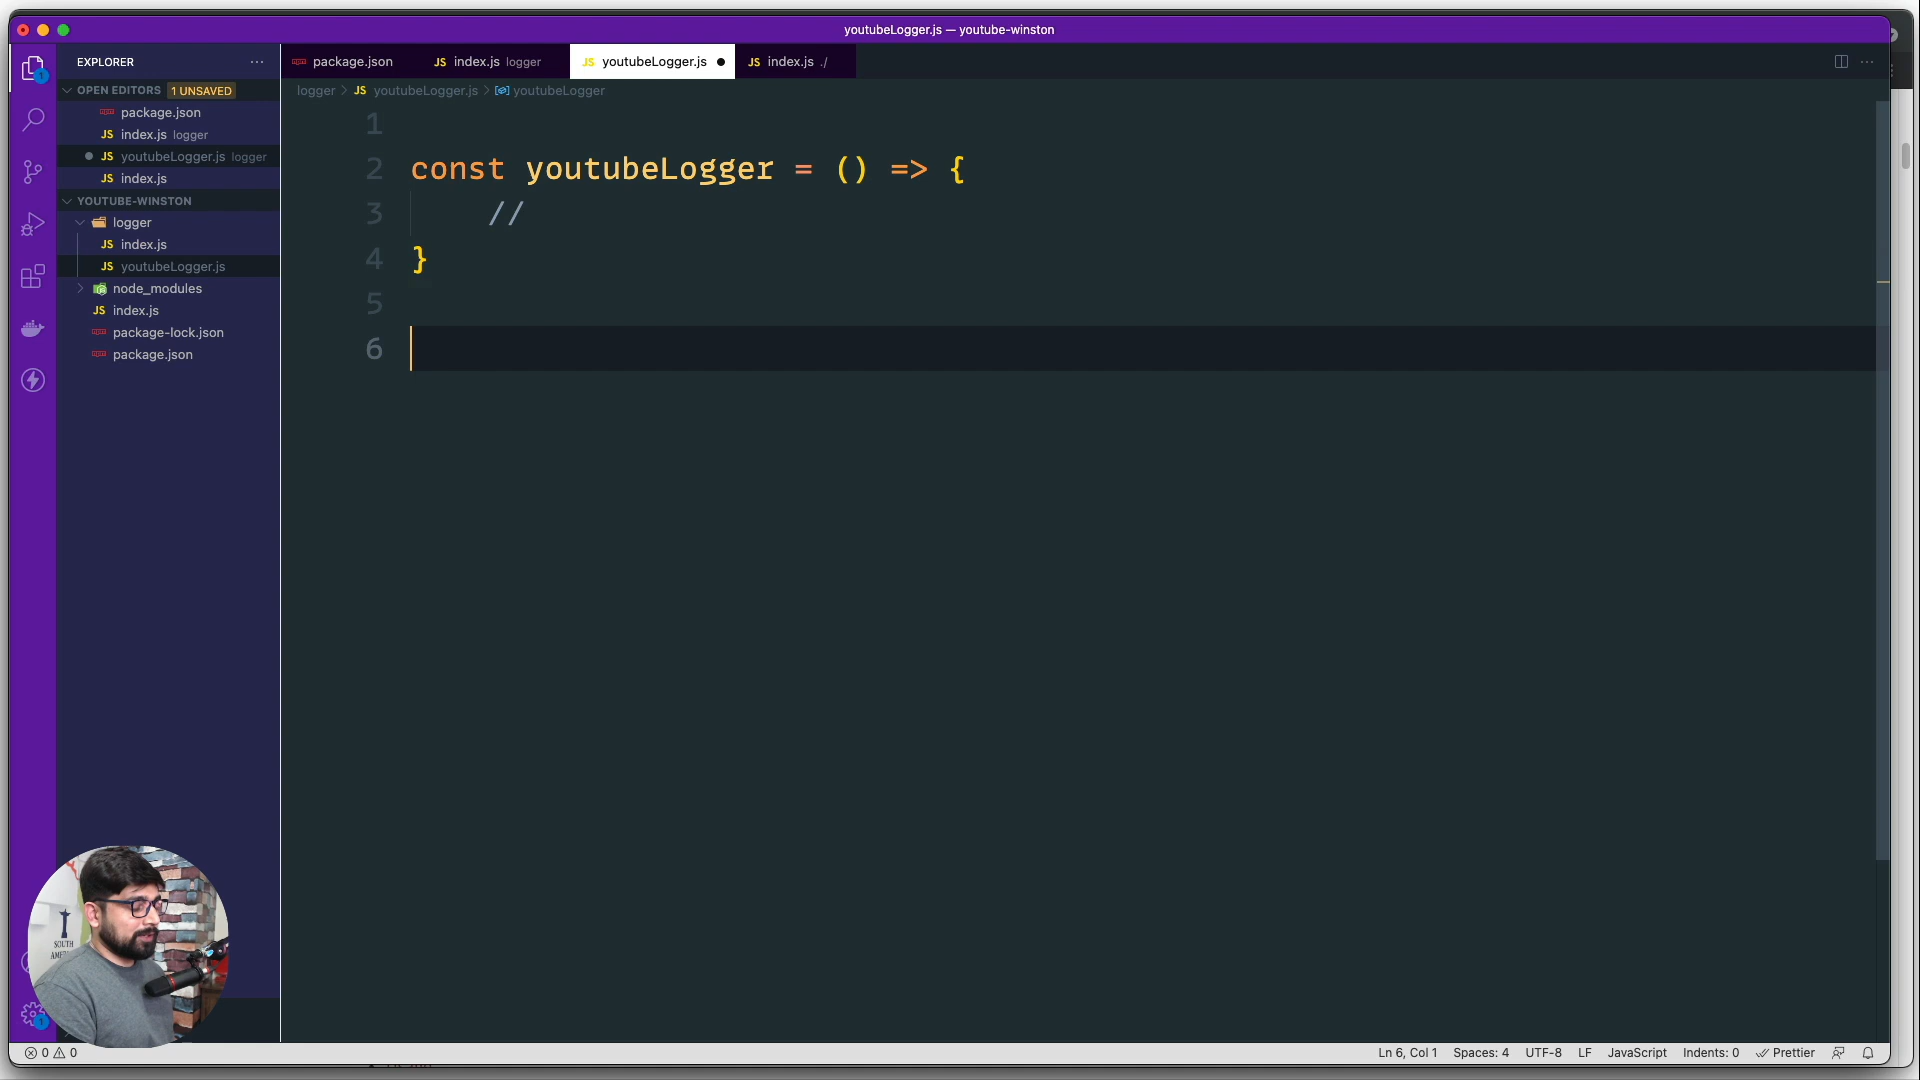 youtubeLogger.js — youtube-winston
EXPLORER
package.json
JS index.js logger
JS youtubeLogger.js
JS index.js ./
OPEN EDITORS 1 UNSAVED
package.json
JS index.js logger
JS youtubeLogger.js logger
JS index.js
YOUTUBE-WINSTON
logger
JS index.js
JS youtubeLogger.js
node_modules
JS index.js
package-lock.json
package.json
logger > JS youtubeLogger.js > youtubeLogger
1
2 const youtubeLogger = () => {
3 //
4 }
5
6
SOUTH
1
1
0 0
Ln 6, Col 1 Spaces: 4 UTF-8 LF JavaScript Indents: 0 Prettier